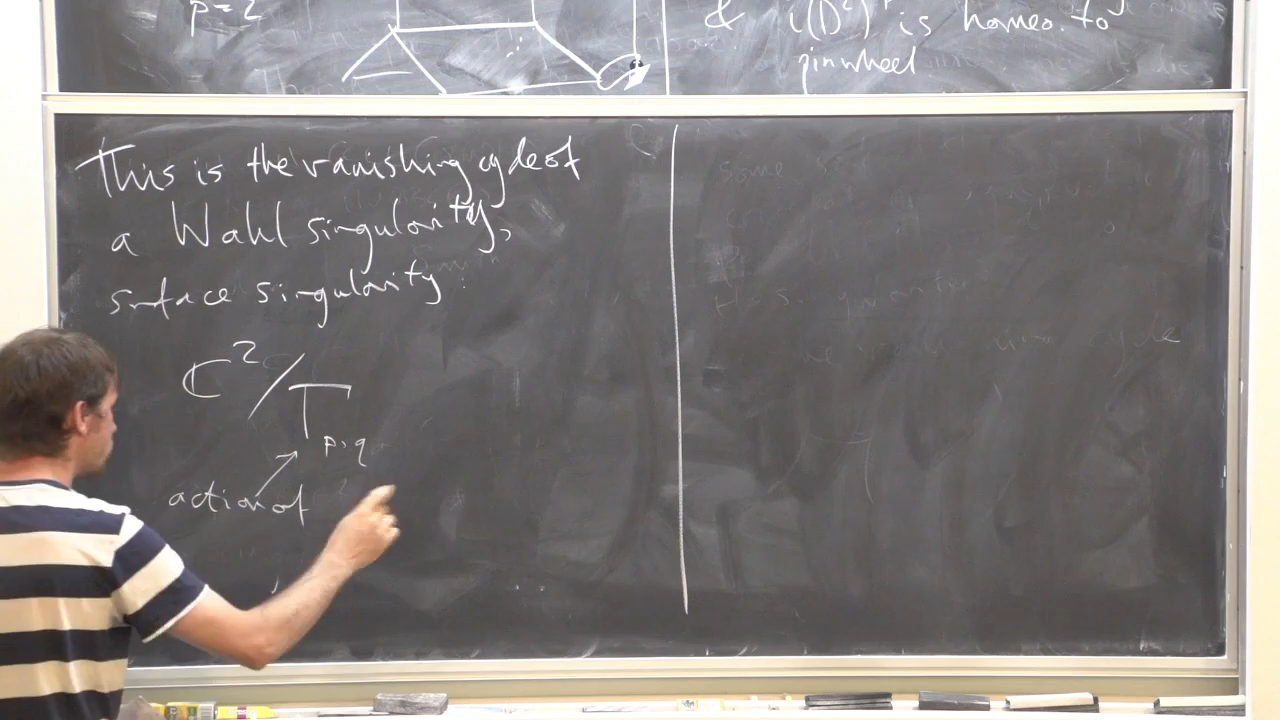 p=2
& i(D²) is homeo. to
pinwheel
This is the vanishing cycle of
a Wahl singularity,
surface singularity:
ℂ²/Γ_{p,q}
action of